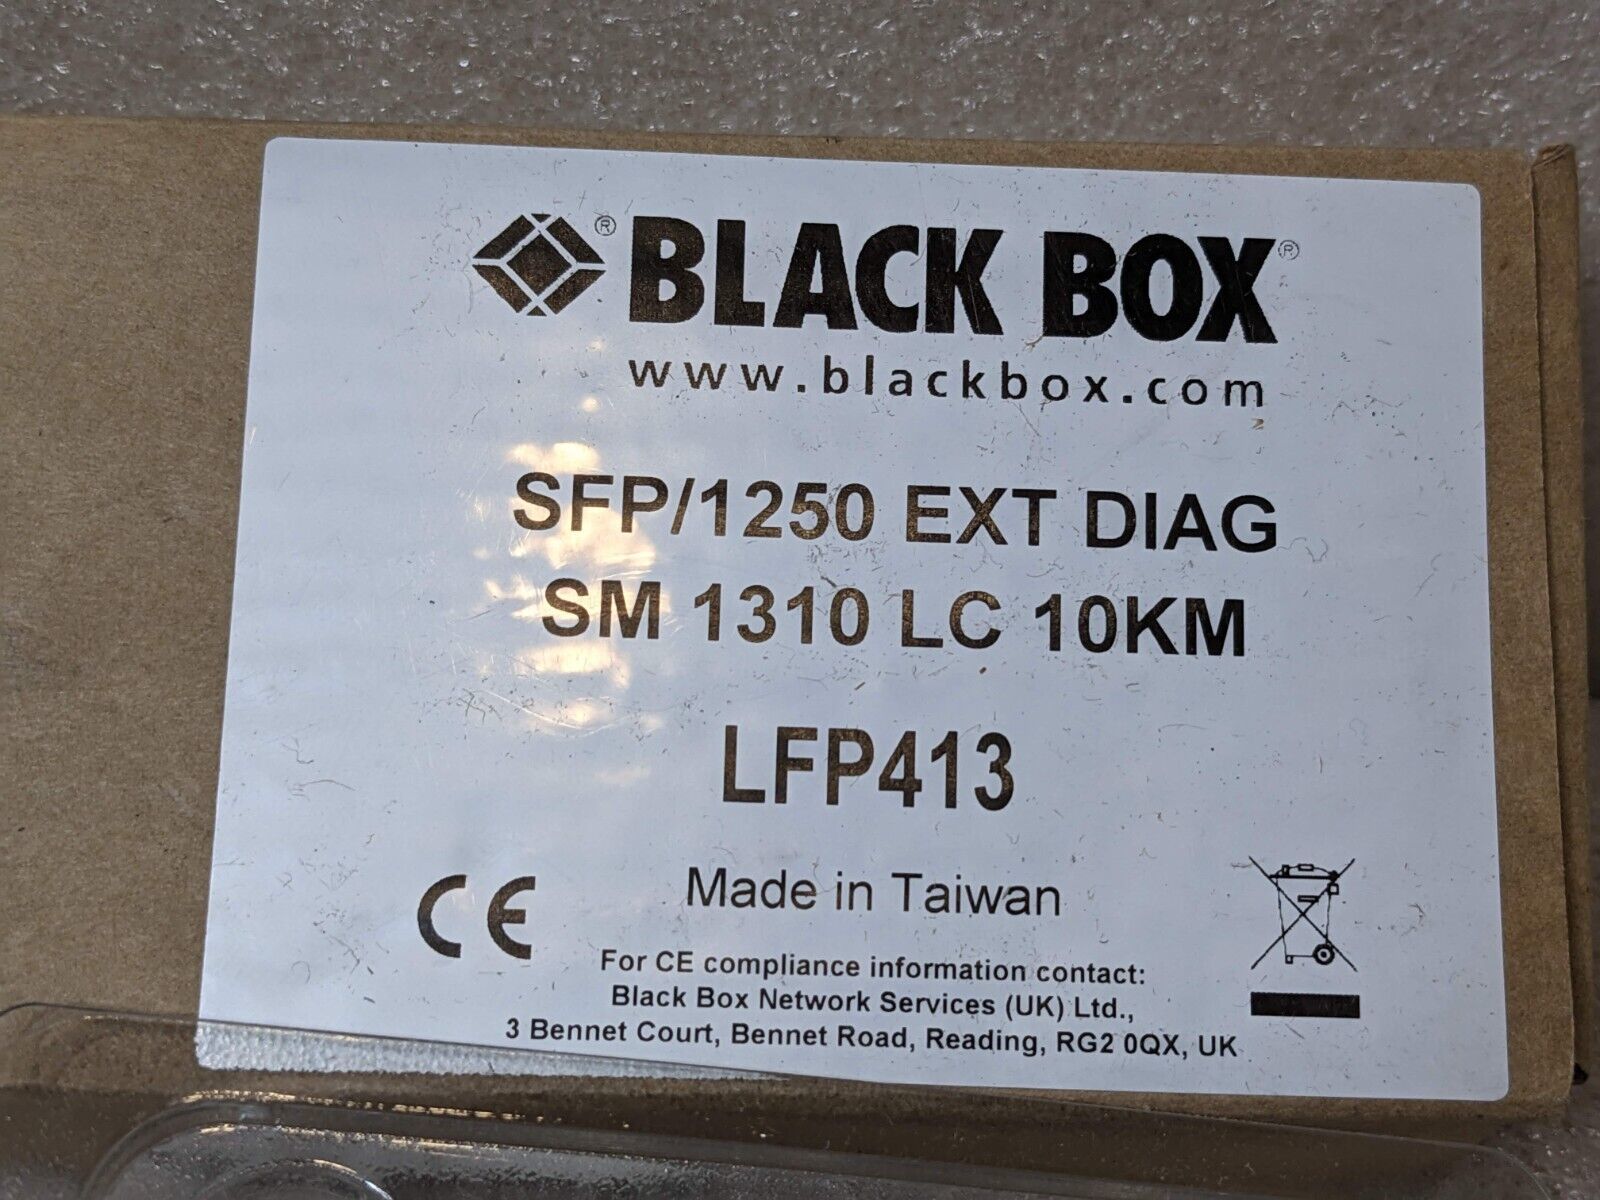 ® BLACK BOX®
www.blackbox.com
SFP/1250 EXT DIAG
SM 1310 LC 10KM
LFP413
CE
Made in Taiwan
For CE compliance information contact:
Black Box Network Services (UK) Ltd.,
3 Bennet Court, Bennet Road, Reading, RG2 0QX, UK